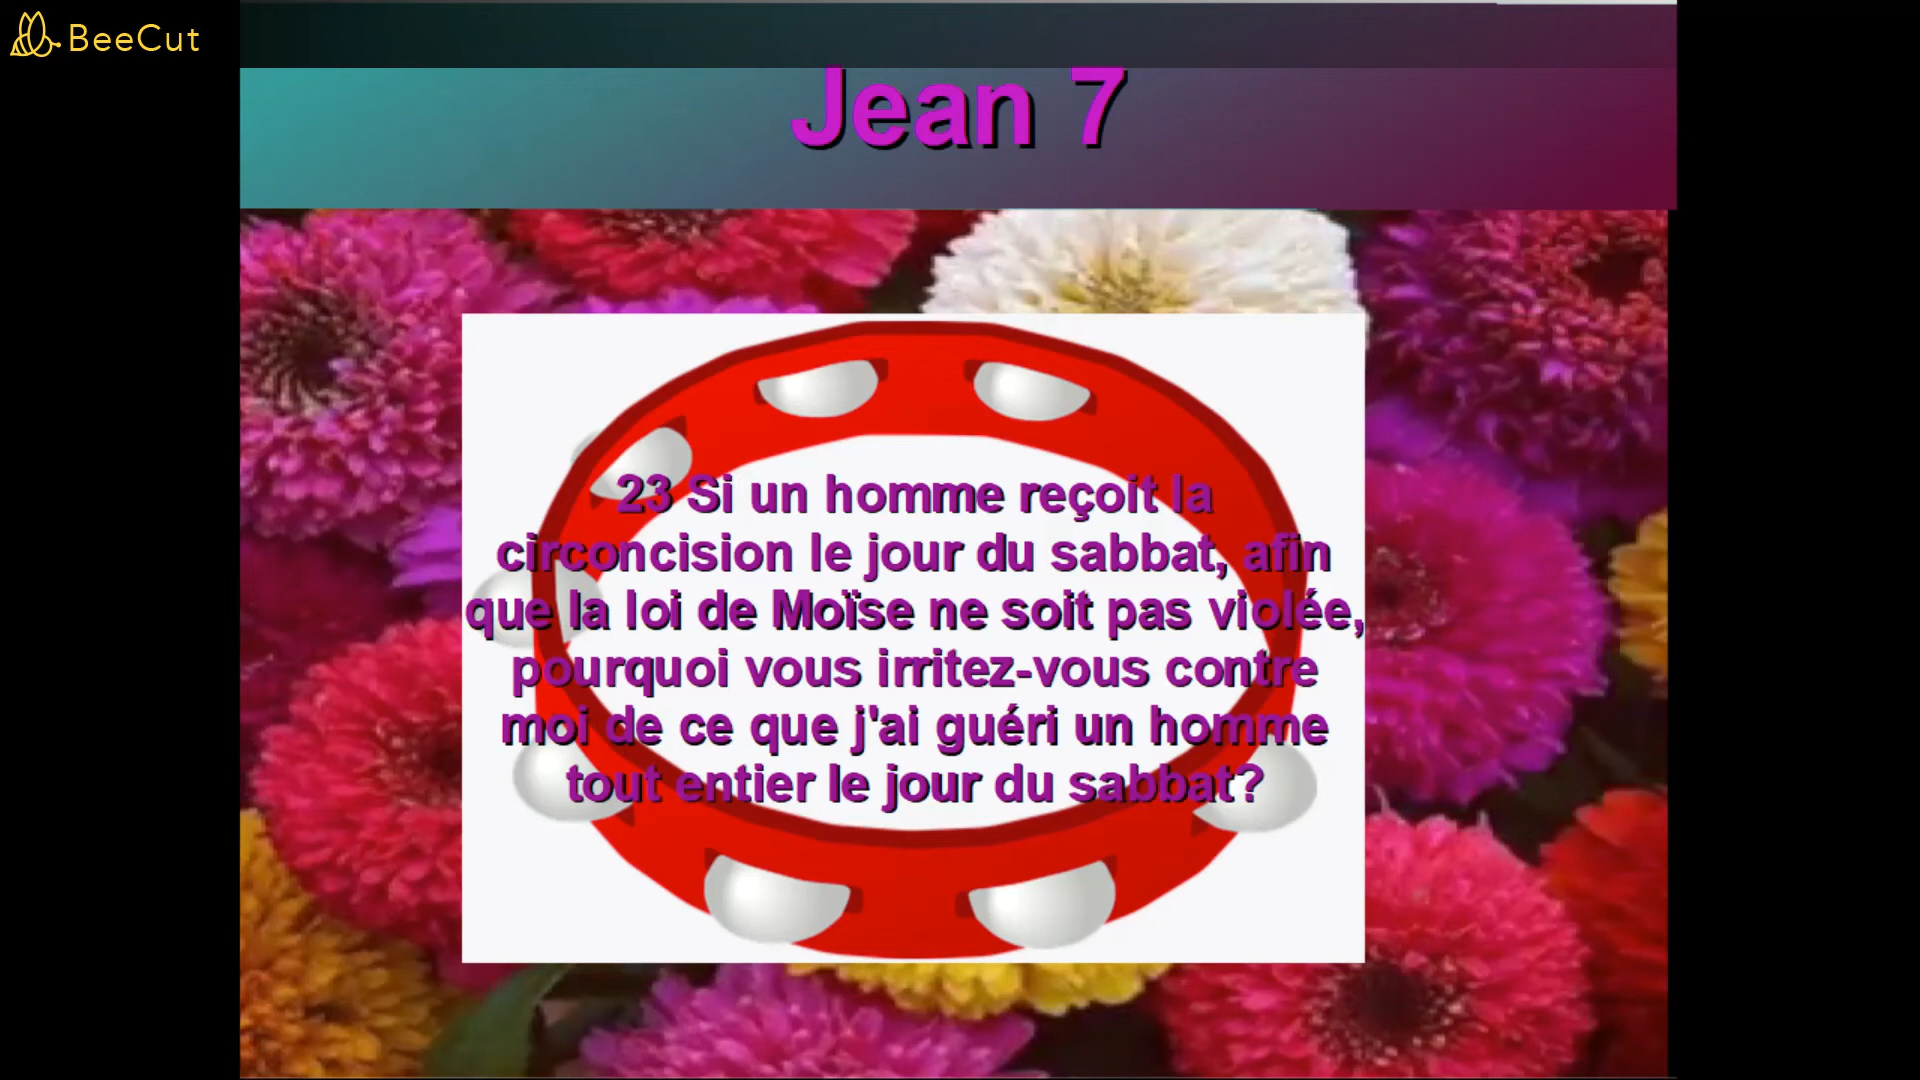 BeeCut
Jean 7
23 Si un homme reçoit la
circoncision le jour du sabbat, afin
que la loi de Moïse ne soit pas violée,
pourquoi vous irritez-vous contre
moi de ce que j'ai guéri un homme
tout entier le jour du sabbat?